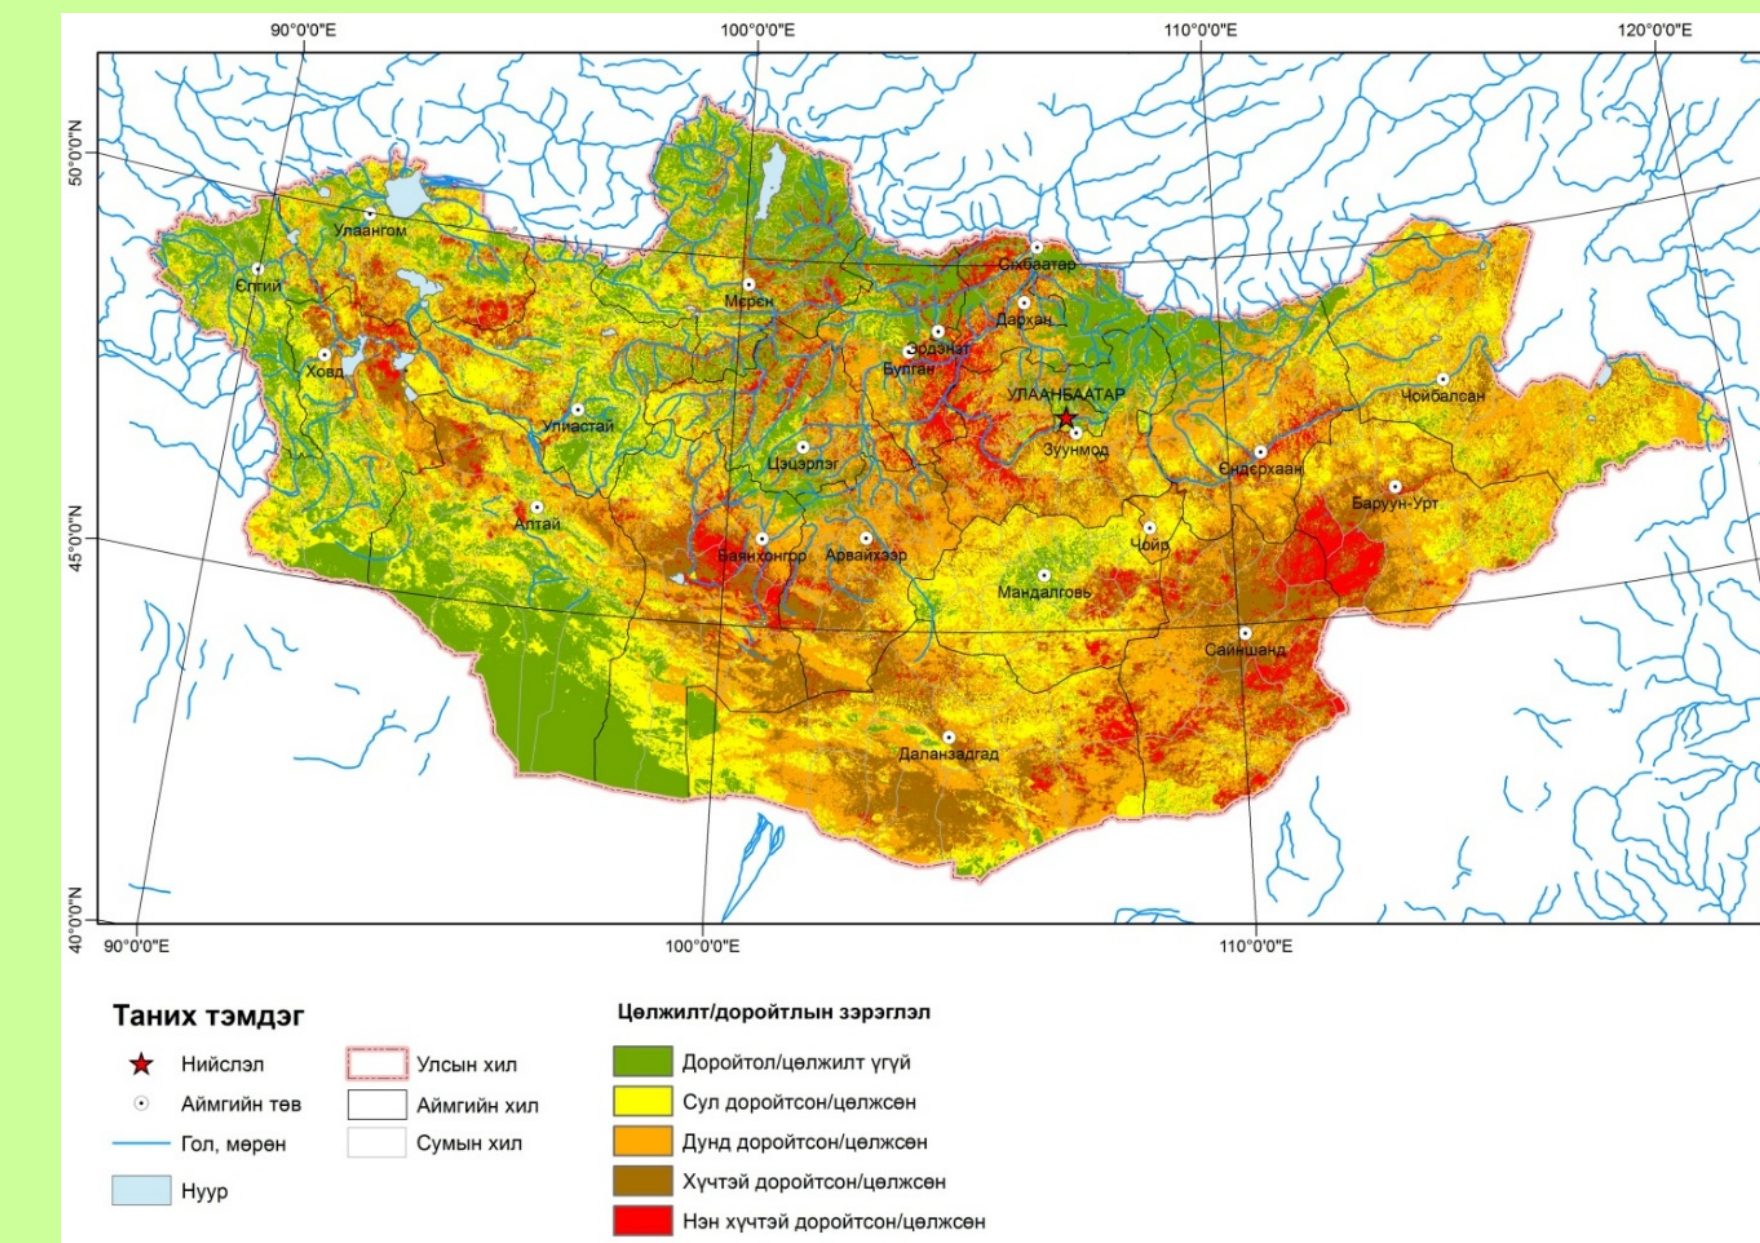 90°0'0"E 100°0'0"E 110°0'0"E 120°0'0"E
50°0'0"N
45°0'0"N
40°0'0"N
Улаангом
Єлгий
Сїхбаатар
Мєрєн
Дархан
Эрдэнэт
Булган
Ховд
УЛААНБААТАР
Чойбалсан
Улиастай
Зуунмод
Цэцэрлэг
Єндєрхаан
Баруун-Урт
Алтай
Баянхонгор
Арвайхээр
Чойр
Мандалговь
Сайншанд
Даланзадгад
90°0'0"E 100°0'0"E 110°0'0"E
Таних тэмдэг
Нийслэл
Аймгийн төв
Гол, мөрөн
Нуур
Улсын хил
Аймгийн хил
Сумын хил
Цөлжилт/доройтлын зэрэглэл
Доройтол/цөлжилт үгүй
Сул доройтсон/цөлжсөн
Дунд доройтсон/цөлжсөн
Хүчтэй доройтсон/цөлжсөн
Нэн хүчтэй доройтсон/цөлжсөн